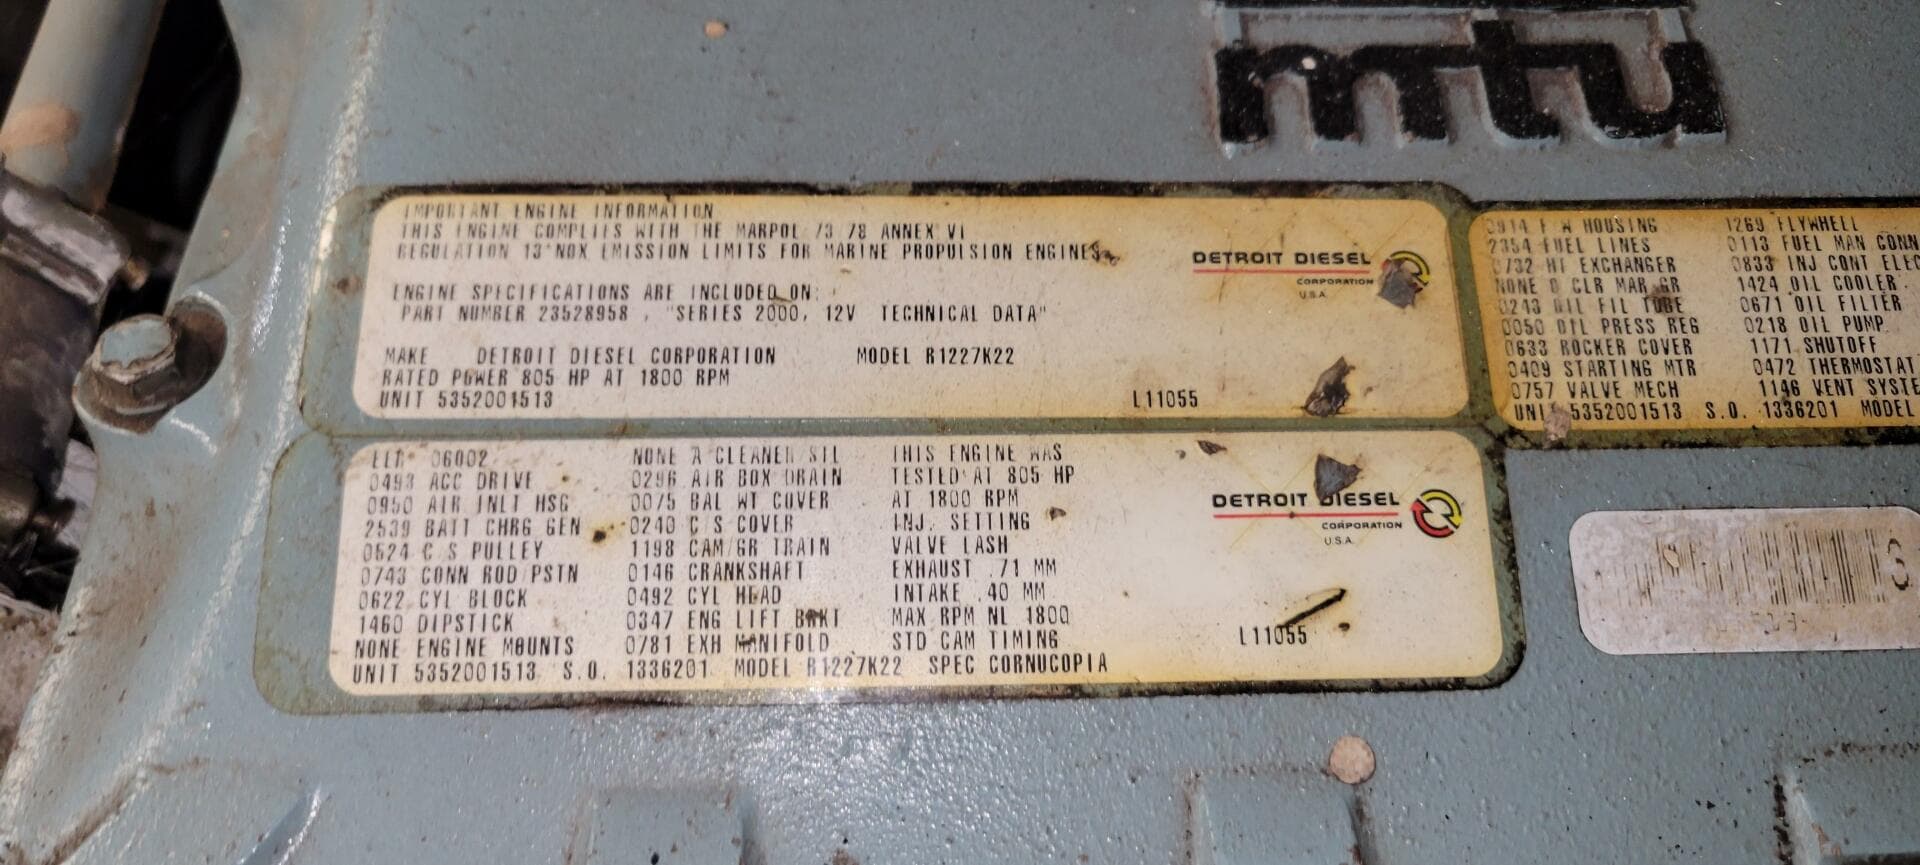 mtu
IMPORTANT ENGINE INFORMATION
THIS ENGINE COMPLIES WITH THE MARPOL 73/78 ANNEX VI
REGULATION 13 NOX EMISSION LIMITS FOR MARINE PROPULSION ENGINES
ENGINE SPECIFICATIONS ARE INCLUDED ON:
PART NUMBER 23528958 , "SERIES 2000, 12V TECHNICAL DATA"
MAKE DETROIT DIESEL CORPORATION MODEL R1227K22
RATED POWER 805 HP AT 1800 RPM
UNIT 5352001513 L11055
DETROIT DIESEL
CORPORATION
U.S.A.
0914 F W HOUSING 1269 FLYWHELL
2354 FUEL LINES 0113 FUEL MAN CONN
0732 HT EXCHANGER 0833 INJ CONT ELEC
NONE O CLR MAR GR 1424 OIL COOLER
0243 OIL FIL TUBE 0671 OIL FILTER
0050 OIL PRESS REG 0218 OIL PUMP
0633 ROCKER COVER 1171 SHUTOFF
0409 STARTING MTR 0472 THERMOSTAT
0757 VALVE MECH 1146 VENT SYSTE
UNIT 5352001513 S.O. 1336201 MODEL
06002 NONE A CLEANER SIL THIS ENGINE WAS
0493 ACC DRIVE 0296 AIR BOX DRAIN TESTED AT 805 HP
0950 AIR INLT HSG 0075 BAL WT COVER AT 1800 RPM
2539 BATT CHRG GEN 0240 C S COVER INJ. SETTING
0524 C S PULLEY 1198 CAM/GR TRAIN VALVE LASH
0743 CONN ROD PSTN 0146 CRANKSHAFT EXHAUST .71 MM
0622 CYL BLOCK 0492 CYL HEAD INTAKE .40 MM
1460 DIPSTICK 0347 ENG LIFT BRKT MAX RPM NL 1800
NONE ENGINE MOUNTS 0781 EXH MANIFOLD STD CAM TIMING L11055
UNIT 5352001513 S.O. 1336201 MODEL R1227K22 SPEC CORNUCOPIA
DETROIT DIESEL
CORPORATION
U.S.A.